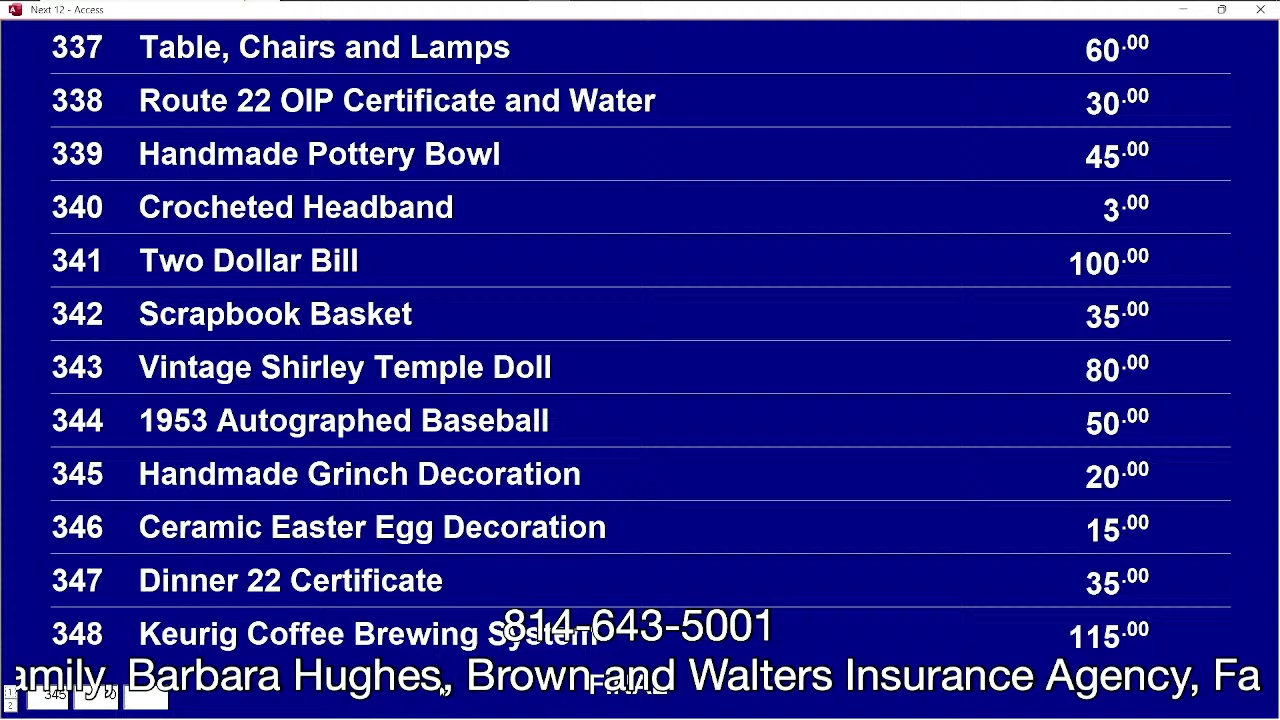 Next 12 - Access
337 Table, Chairs and Lamps 60.00
338 Route 22 OIP Certificate and Water 30.00
339 Handmade Pottery Bowl 45.00
340 Crocheted Headband 3.00
341 Two Dollar Bill 100.00
342 Scrapbook Basket 35.00
343 Vintage Shirley Temple Doll 80.00
344 1953 Autographed Baseball 50.00
345 Handmade Grinch Decoration 20.00
346 Ceramic Easter Egg Decoration 15.00
347 Dinner 22 Certificate 35.00
814-643-5001
348 Keurig Coffee Brewing System 115.00
amily, Barbara Hughes, Brown and Walters Insurance Agency, Fa
345